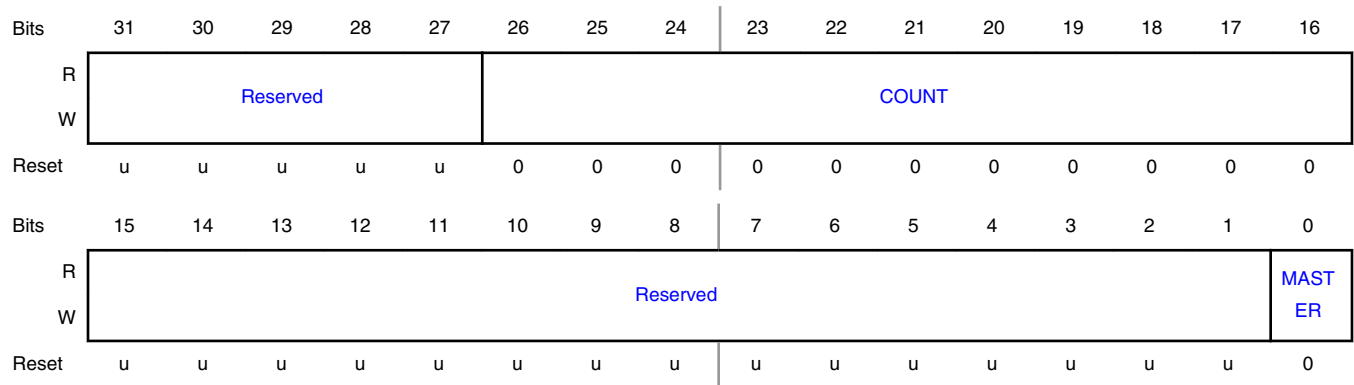 Bits 31 30 29 28 27 26 25 24 23 22 21 20 19 18 17 16
R
Reserved COUNT
W
Reset u u u u u 0 0 0 0 0 0 0 0 0 0 0
Bits 15 14 13 12 11 10 9 8 7 6 5 4 3 2 1 0
R
Reserved MAST
ER
W
Reset u u u u u u u u u u u u u u u 0